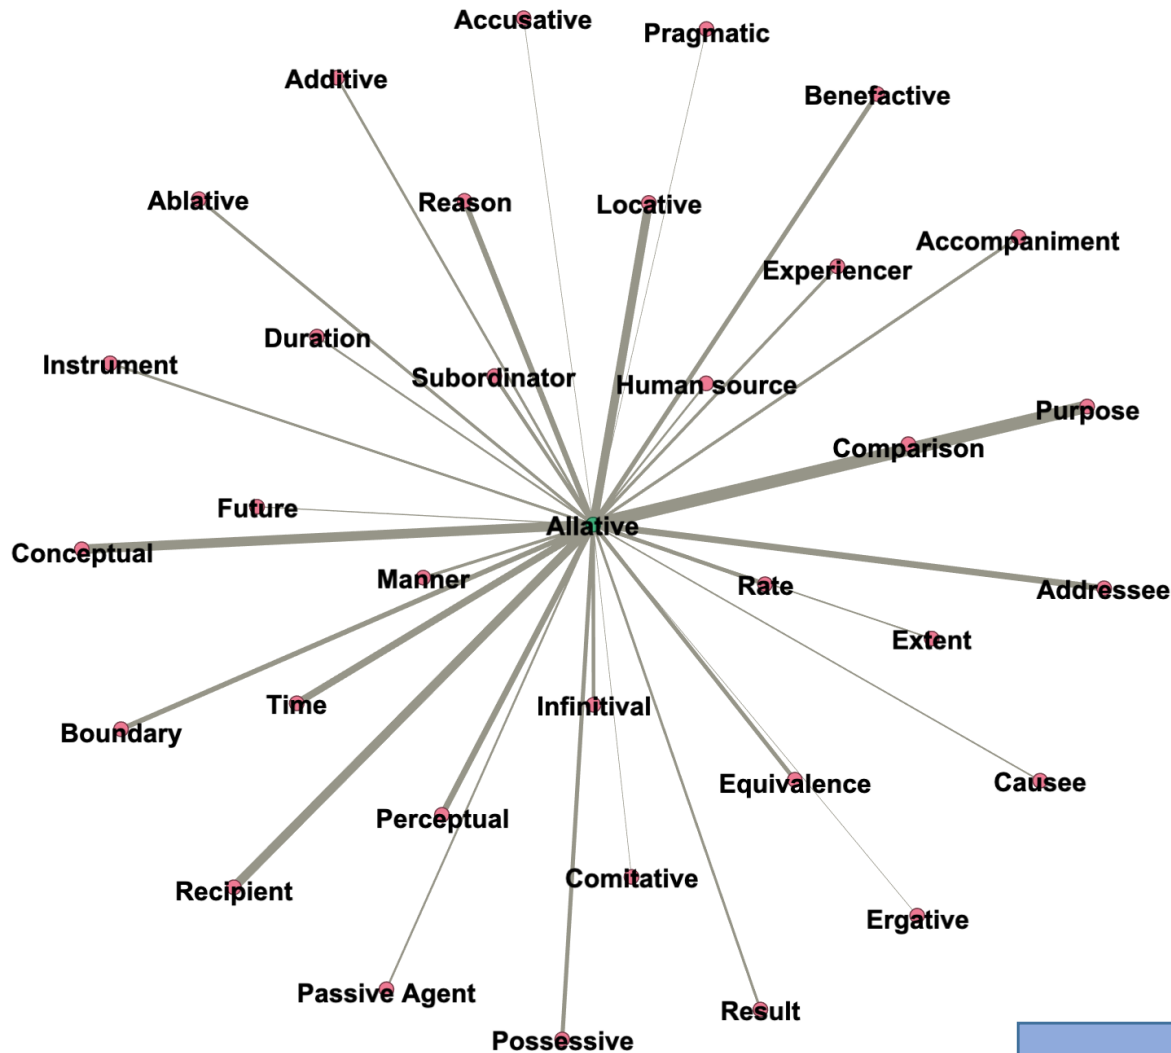 Accusative
Pragmatic
Additive
Benefactive
Ablative
Reason
Locative
Accompaniment
Experiencer
Duration
Instrument
Subordinator
Human source
Purpose
Comparison
Future
Allative
Conceptual
Manner
Rate
Addressee
Extent
Time
Infinitival
Boundary
Equivalence
Causee
Perceptual
Recipient
Comitative
Ergative
Passive Agent
Result
Possessive